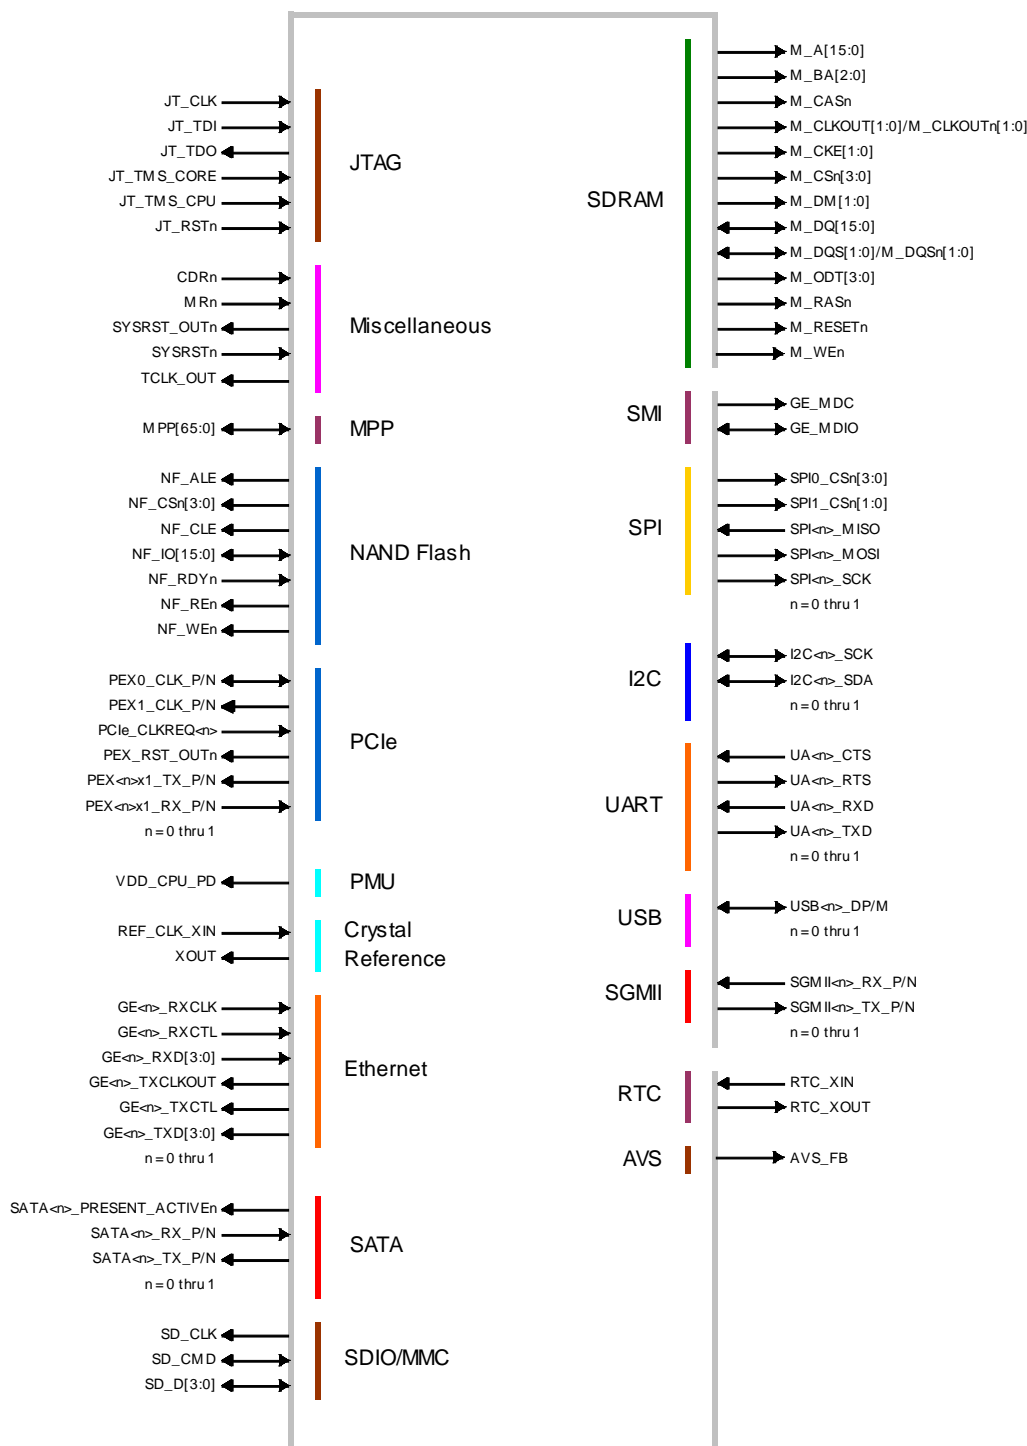 JT_CLK
JT_TDI
JT_TDO
JT_TMS_CORE
JT_TMS_CPU
JT_RSTn
JTAG
CDRn
MRn
SYSRST_OUTn
SYSRSTn
TCLK_OUT
Miscellaneous
MPP[65:0]
MPP
NF_ALE
NF_CSn[3:0]
NF_CLE
NF_IO[15:0]
NF_RDYn
NF_REn
NF_WEn
NAND Flash
PEX0_CLK_P/N
PEX1_CLK_P/N
PCIe_CLKREQ<n>
PEX_RST_OUTn
PEX<n>x1_TX_P/N
PEX<n>x1_RX_P/N
n = 0 thru 1
PCIe
VDD_CPU_PD
PMU
REF_CLK_XIN
XOUT
Crystal
Reference
GE<n>_RXCLK
GE<n>_RXCTL
GE<n>_RXD[3:0]
GE<n>_TXCLKOUT
GE<n>_TXCTL
GE<n>_TXD[3:0]
n = 0 thru 1
Ethernet
SATA<n>_PRESENT_ACTIVEn
SATA<n>_RX_P/N
SATA<n>_TX_P/N
n = 0 thru 1
SATA
SD_CLK
SD_CMD
SD_D[3:0]
SDIO/MMC
SDRAM
M_A[15:0]
M_BA[2:0]
M_CASn
M_CLKOUT[1:0]/M_CLKOUTn[1:0]
M_CKE[1:0]
M_CSn[3:0]
M_DM[1:0]
M_DQ[15:0]
M_DQS[1:0]/M_DQSn[1:0]
M_ODT[3:0]
M_RASn
M_RESETn
M_WEn
SMI
GE_MDC
GE_MDIO
SPI
SPI0_CSn[3:0]
SPI1_CSn[1:0]
SPI<n>_MISO
SPI<n>_MOSI
SPI<n>_SCK
n = 0 thru 1
I2C
I2C<n>_SCK
I2C<n>_SDA
n = 0 thru 1
UART
UA<n>_CTS
UA<n>_RTS
UA<n>_RXD
UA<n>_TXD
n = 0 thru 1
USB
USB<n>_DP/M
n = 0 thru 1
SGMII
SGMII<n>_RX_P/N
SGMII<n>_TX_P/N
n = 0 thru 1
RTC
RTC_XIN
RTC_XOUT
AVS
AVS_FB